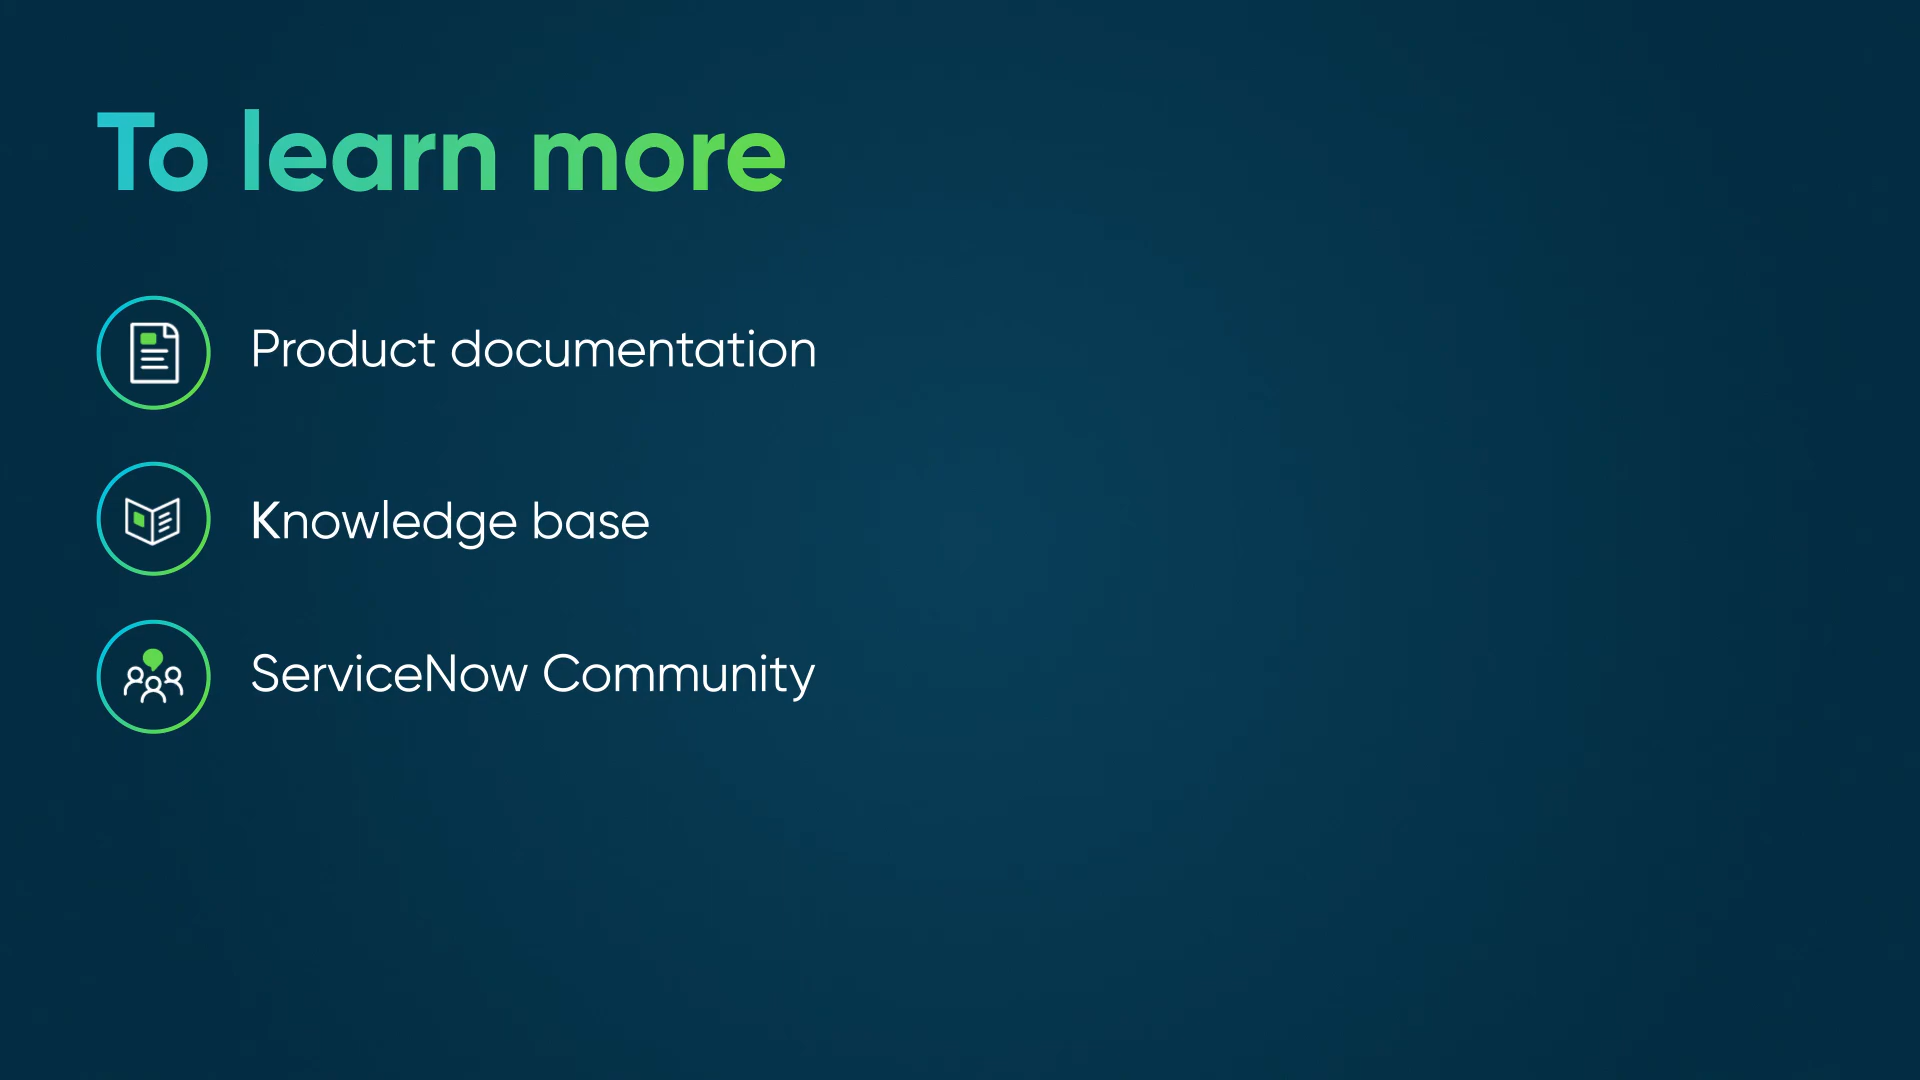 To learn more
Product documentation
Knowledge base
ServiceNow Community